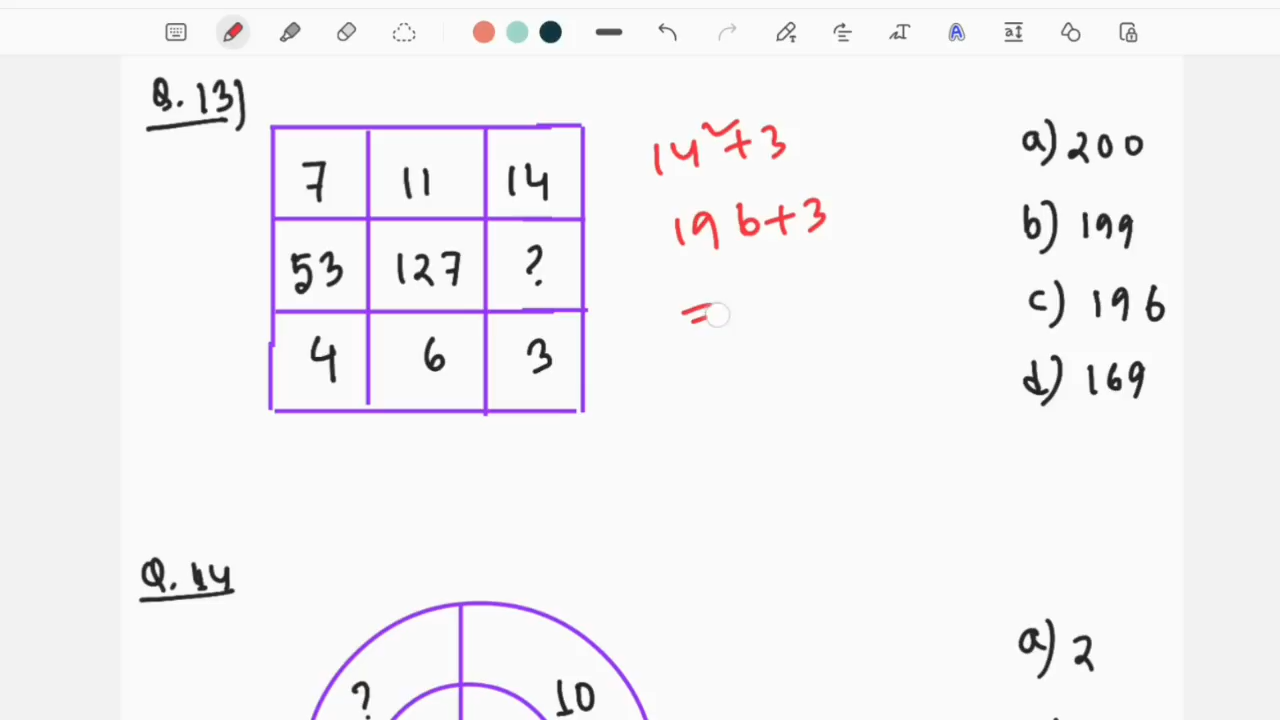 Q. 13)
7 11 14
53 127 ?
4 6 3
14²+3
196+3
=
a) 200
b) 199
c) 196
d) 169
Q. 14
? 10
a) 2